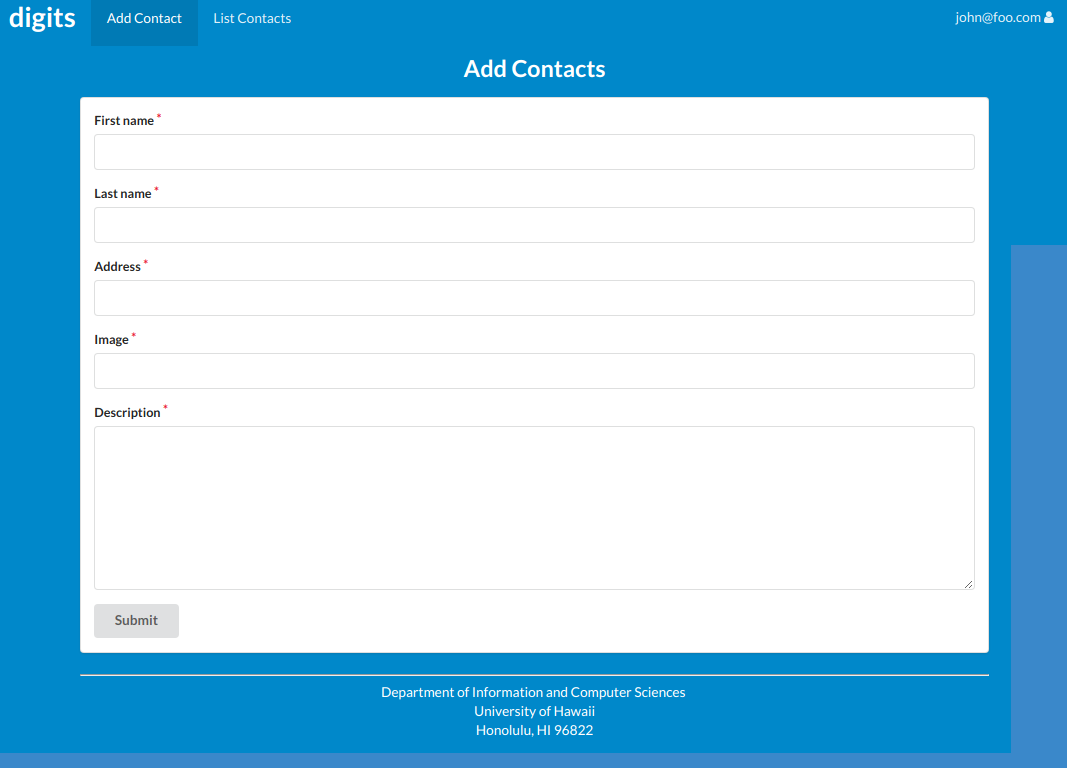 digits Add Contact List Contacts john@foo.com
Add Contacts
First name *
Last name *
Address *
Image *
Description *
Submit
Department of Information and Computer Sciences
University of Hawaii
Honolulu, HI 96822